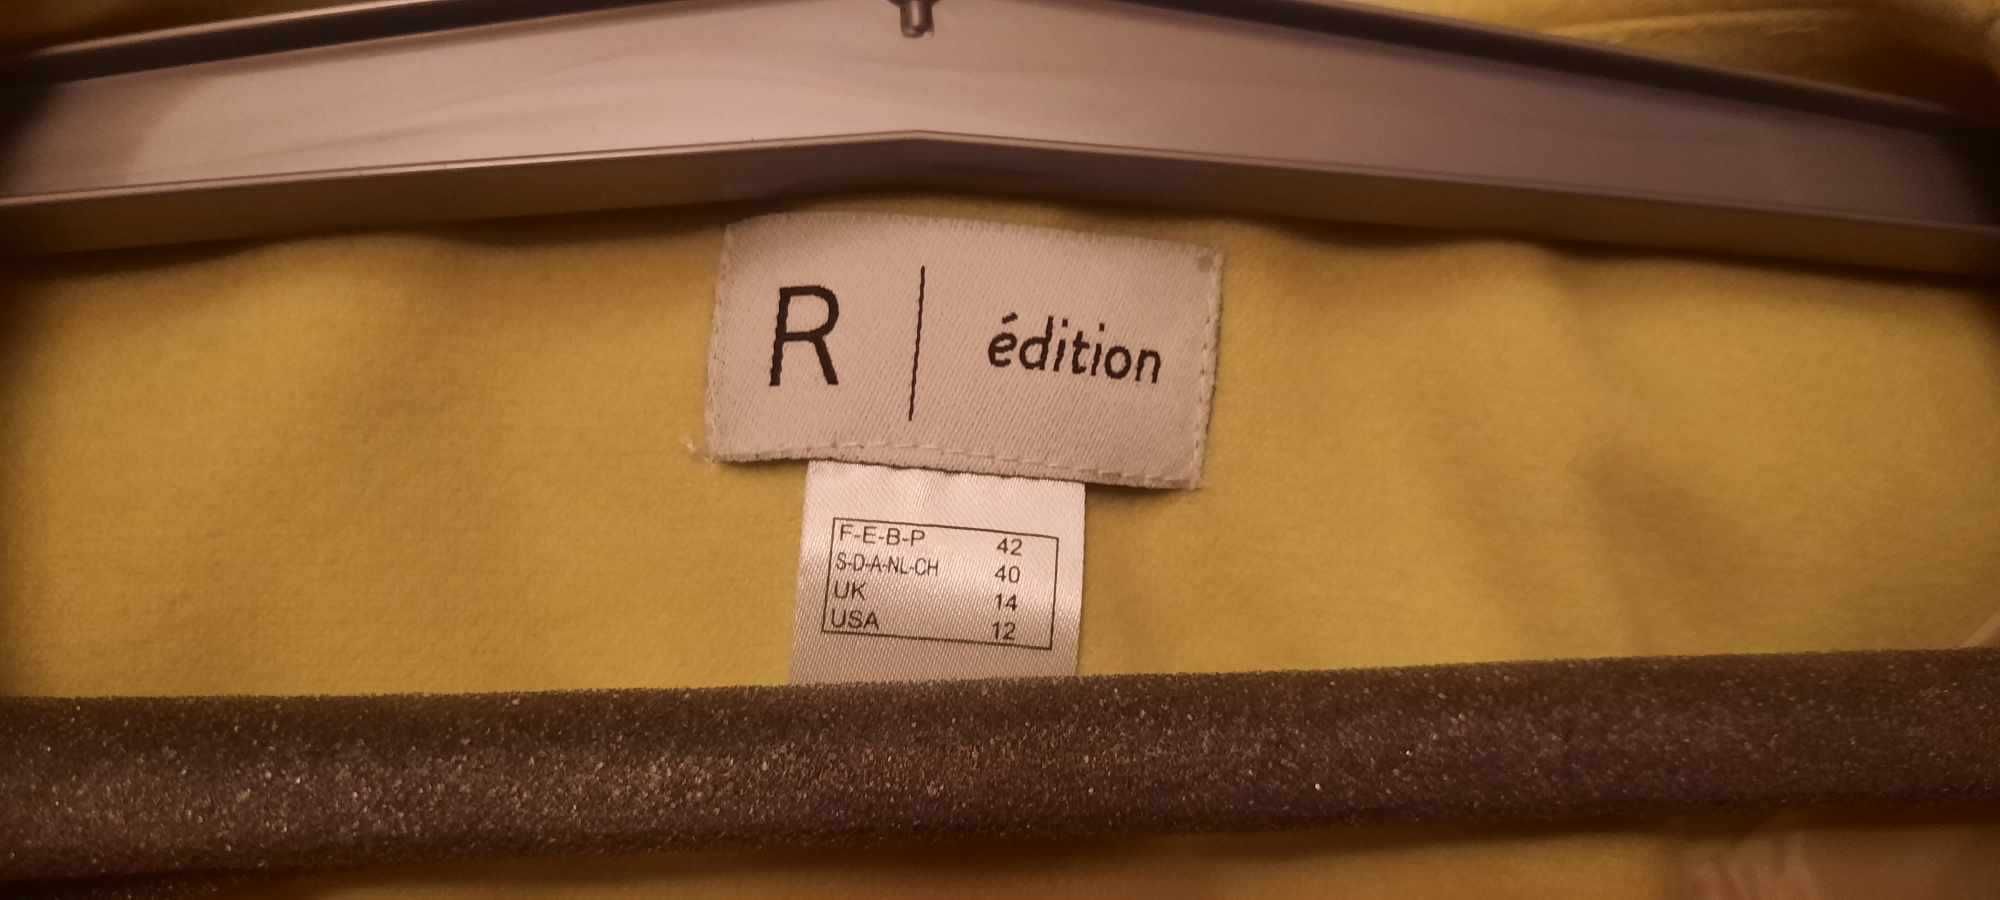 R | édition
F-E-B-P 42
S-D-A-NL-CH 40
UK 14
USA 12